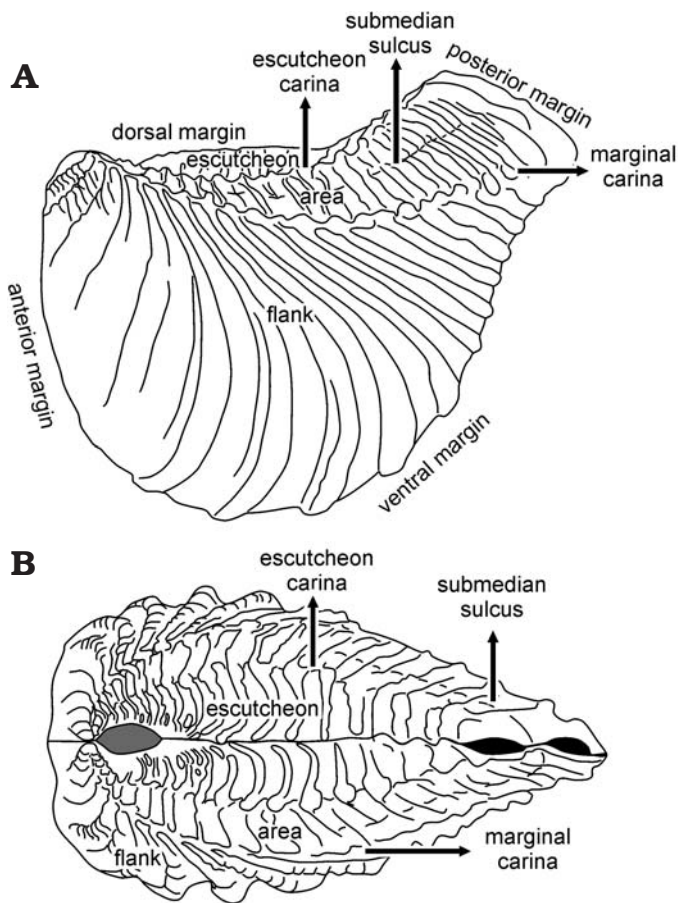 A
submedian
sulcus
posterior margin
escutcheon
carina
dorsal margin
escutcheon
marginal
carina
area
anterior margin
flank
ventral margin
B
escutcheon
carina
submedian
sulcus
escutcheon
area
marginal
carina
flank